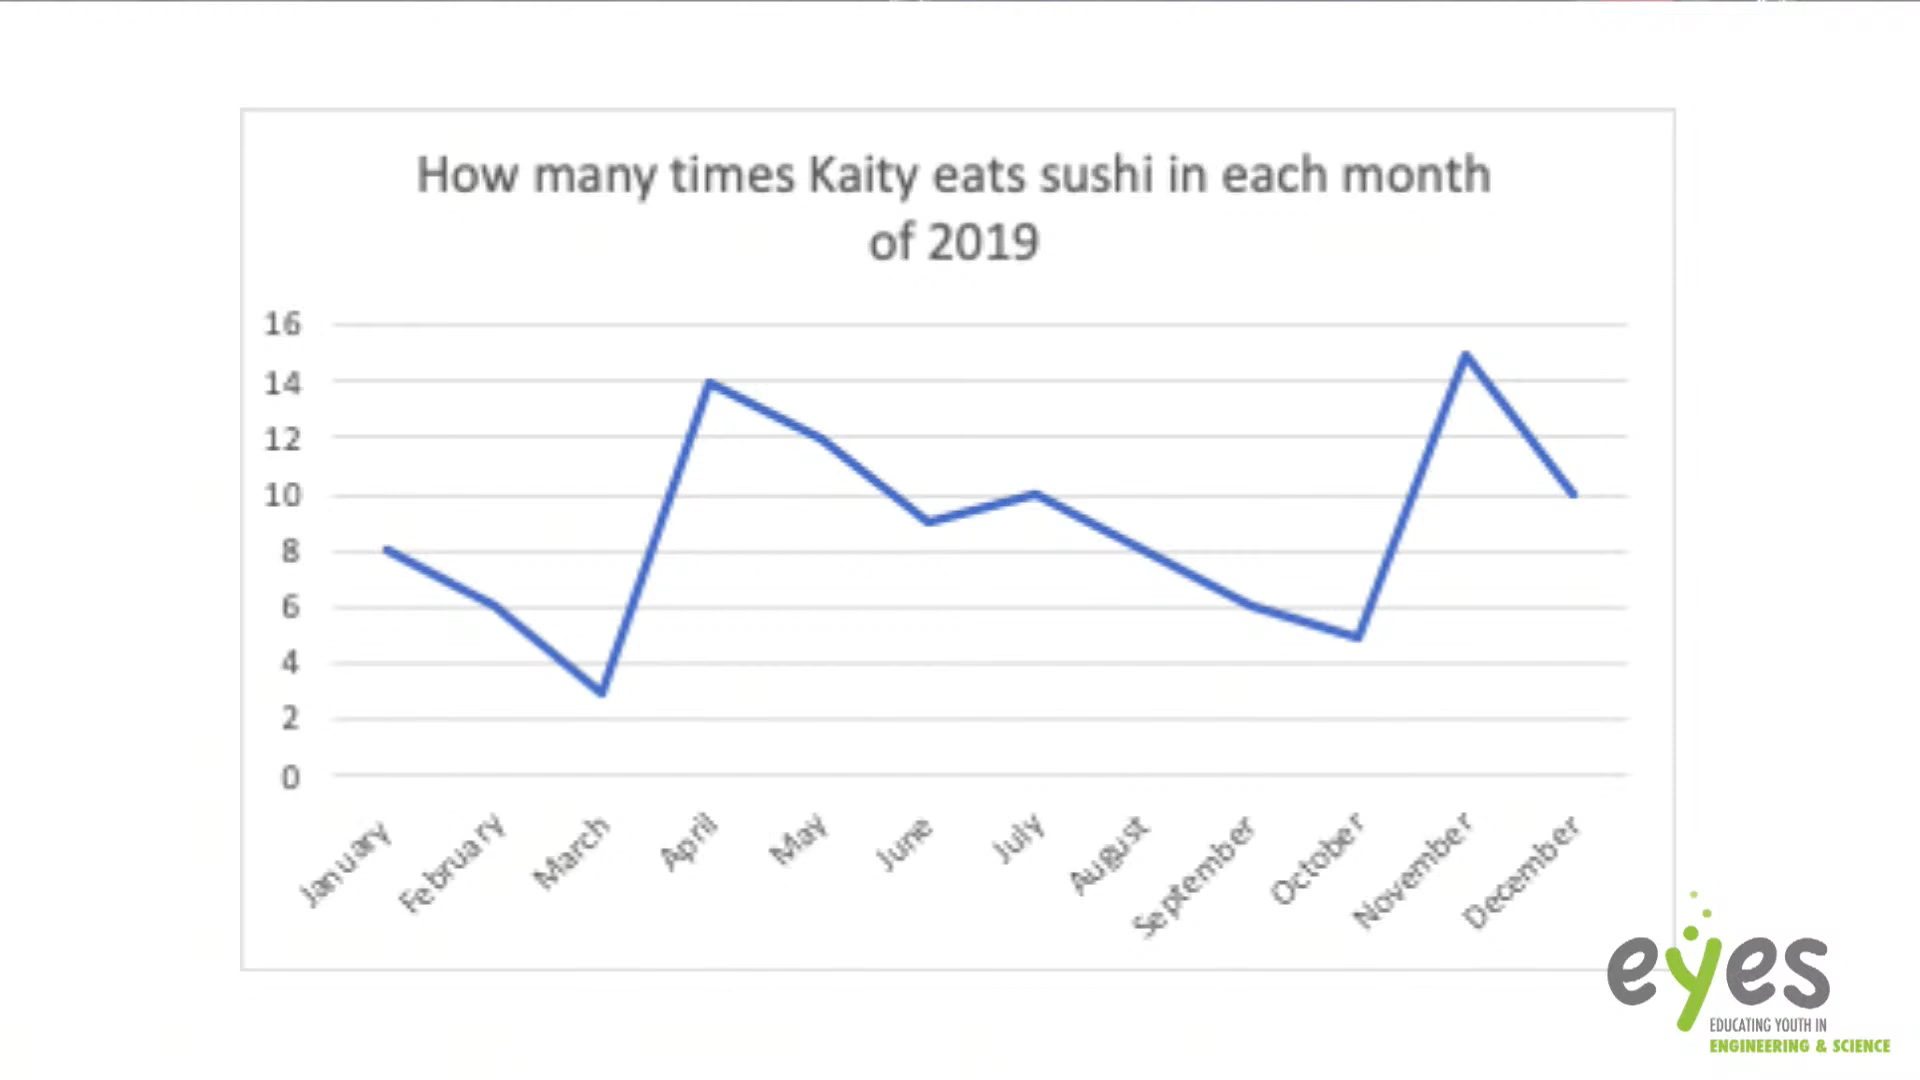 How many times Kaity eats sushi in each month
of 2019
16
14
12
10
8
6
4
2
0
January
February
March
April
May
June
July
August
September
October
November
December
eyes
EDUCATING YOUTH IN
ENGINEERING & SCIENCE